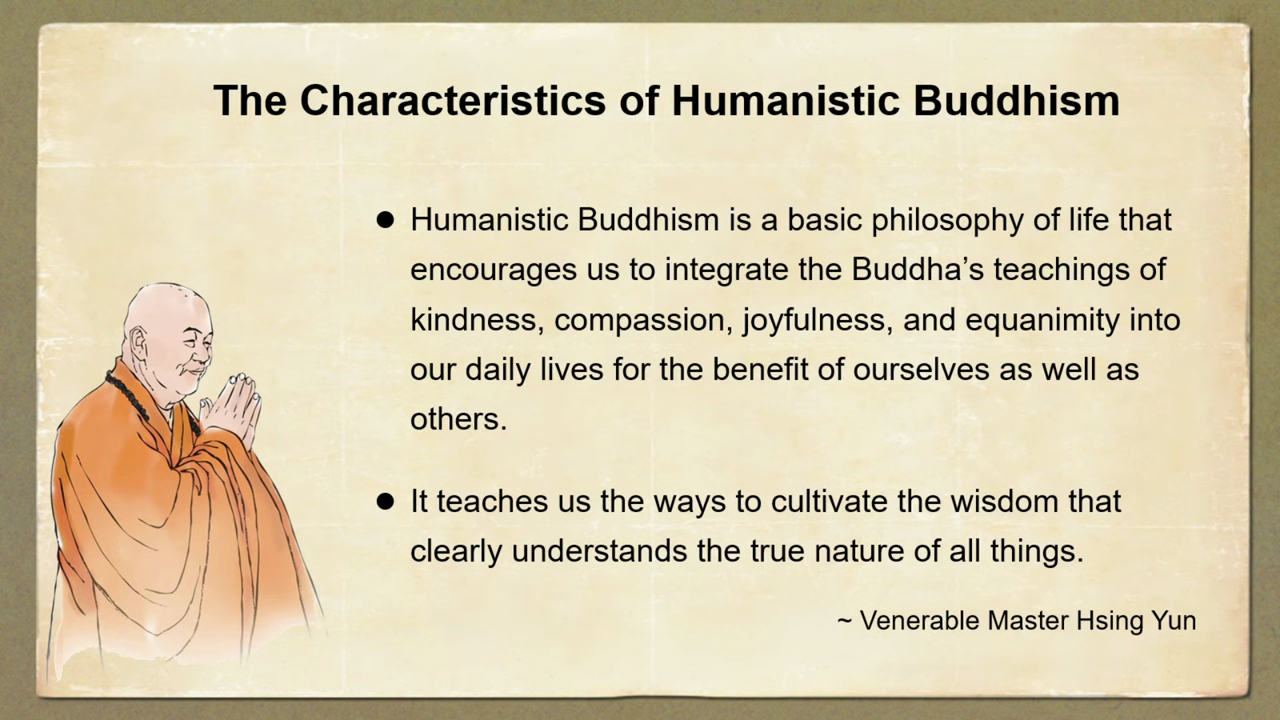 The Characteristics of Humanistic Buddhism
● Humanistic Buddhism is a basic philosophy of life that
encourages us to integrate the Buddha’s teachings of
kindness, compassion, joyfulness, and equanimity into
our daily lives for the benefit of ourselves as well as
others.
● It teaches us the ways to cultivate the wisdom that
clearly understands the true nature of all things.
~ Venerable Master Hsing Yun